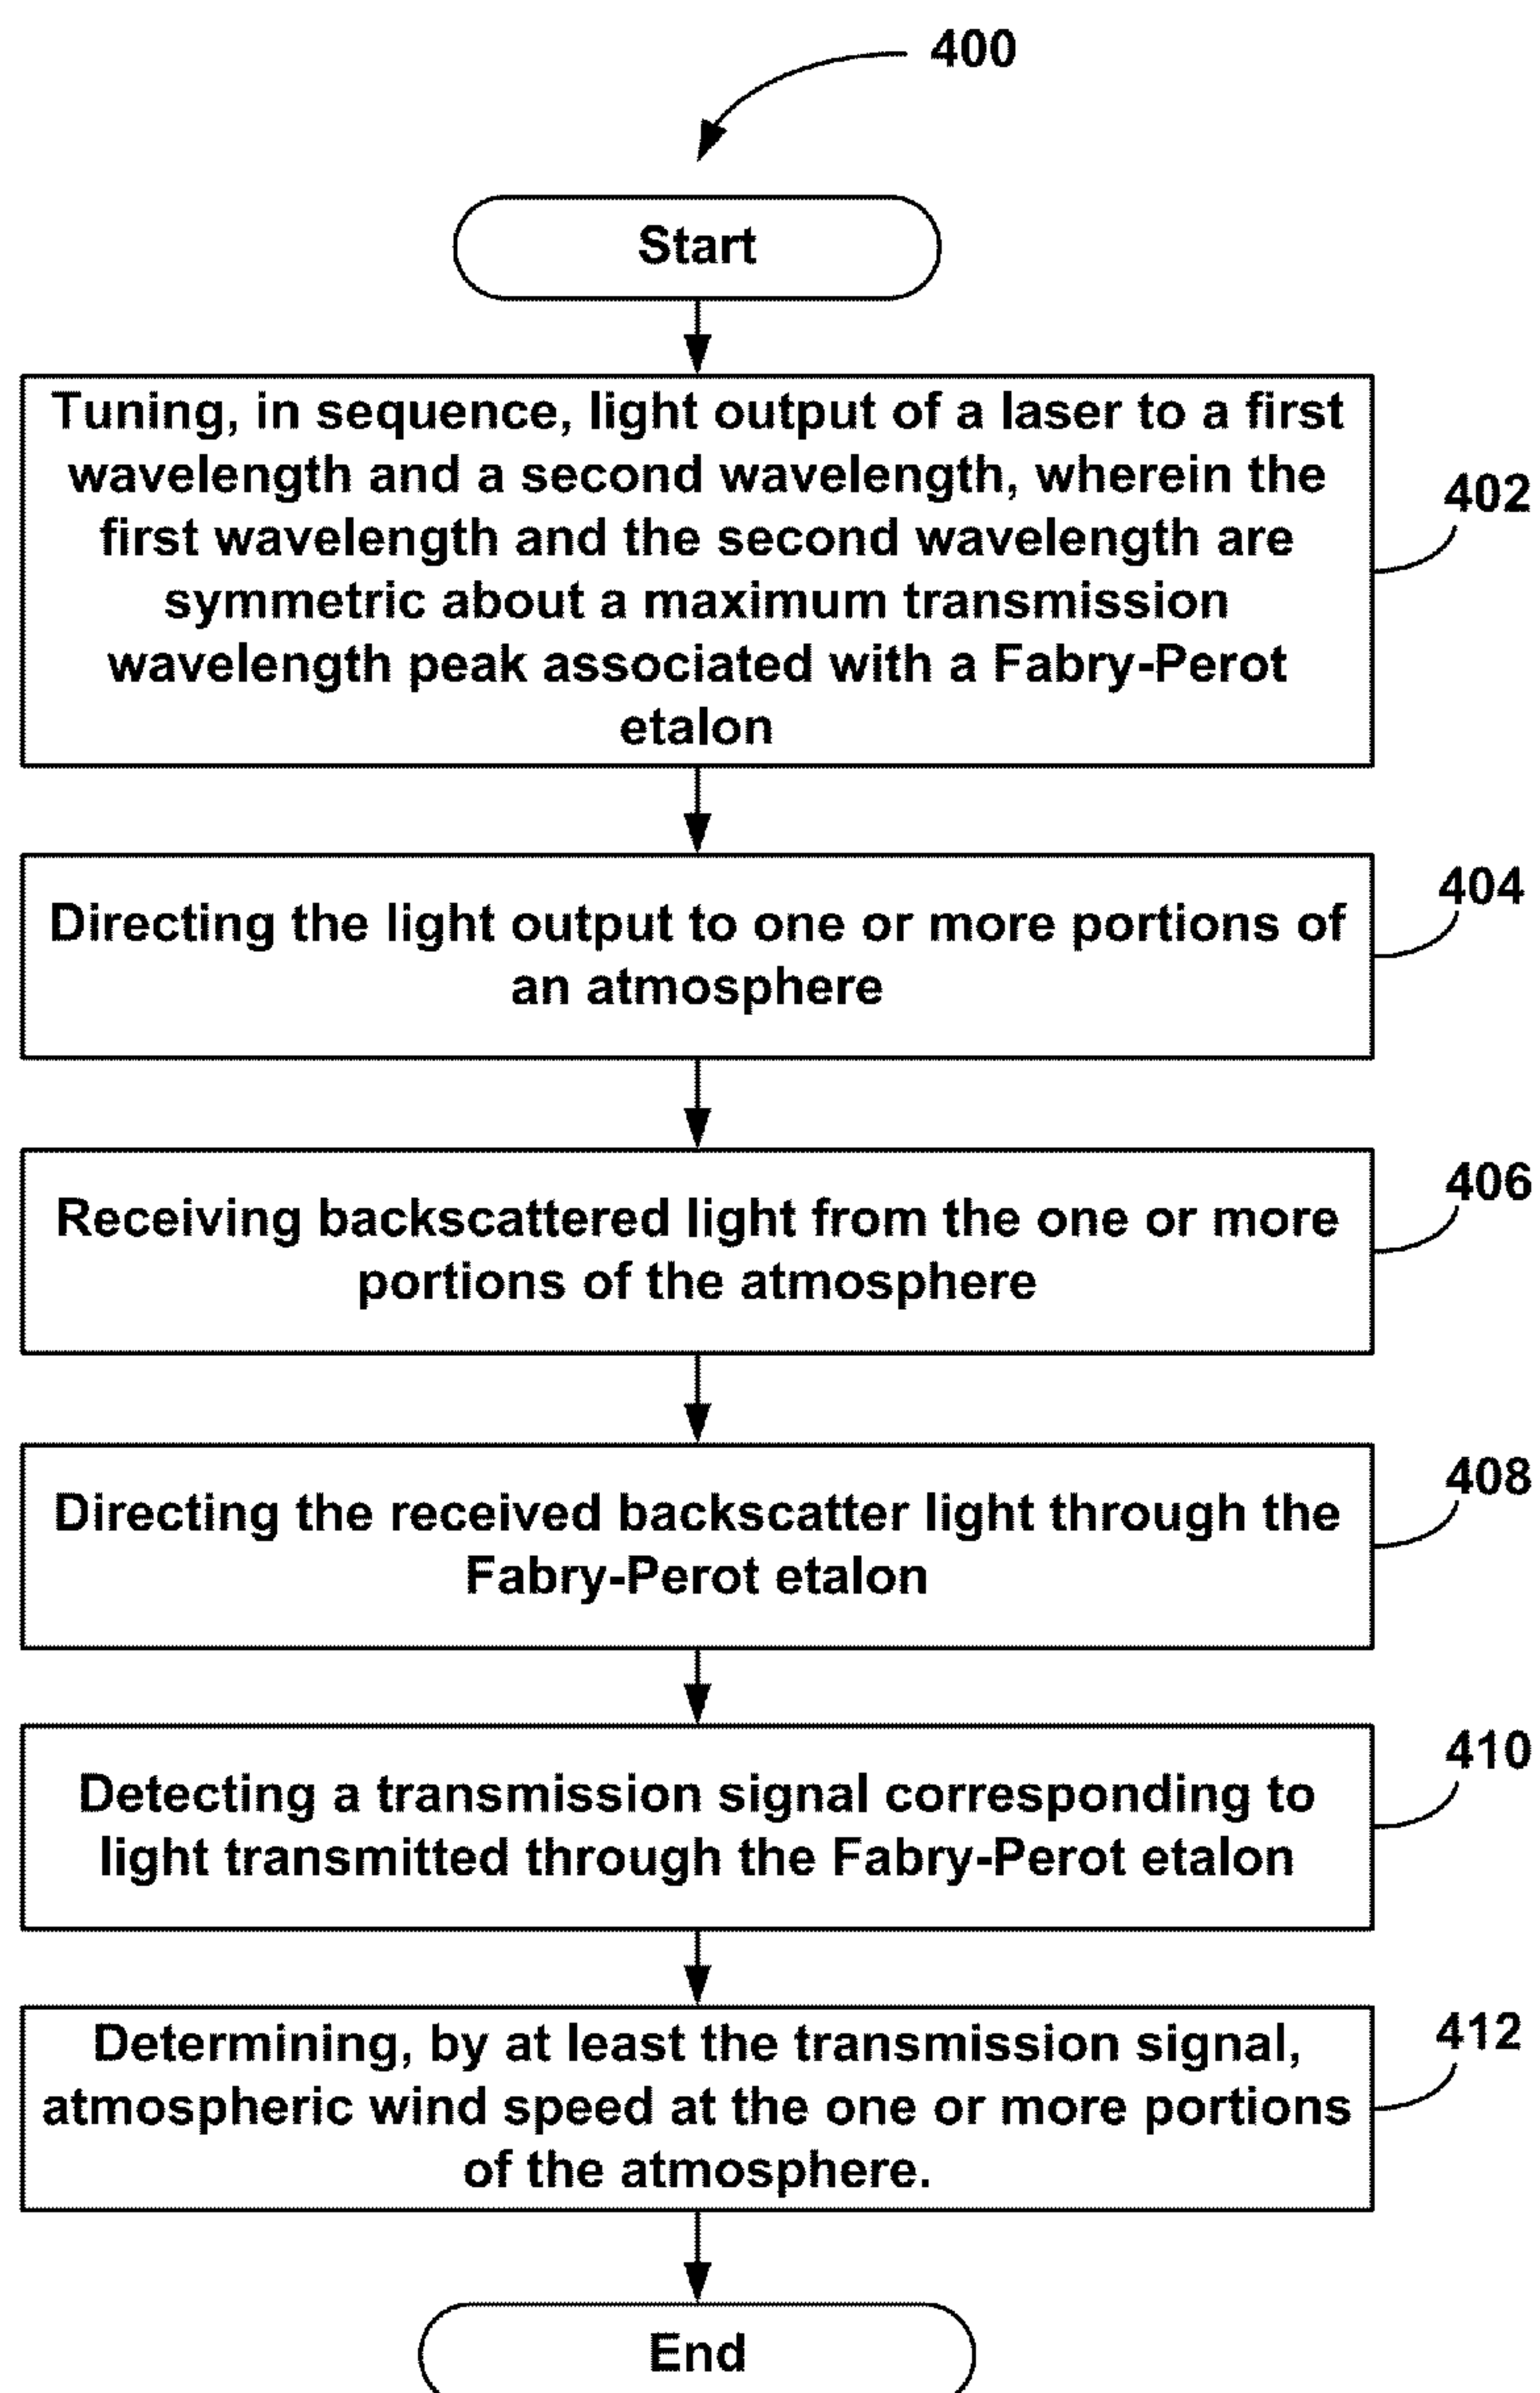 400
Start
Tuning, in sequence, light output of a laser to a first
wavelength and a second wavelength, wherein the
first wavelength and the second wavelength are
symmetric about a maximum transmission
wavelength peak associated with a Fabry-Perot
etalon
402
Directing the light output to one or more portions of
an atmosphere
404
Receiving backscattered light from the one or more
portions of the atmosphere
406
Directing the received backscatter light through the
Fabry-Perot etalon
408
Detecting a transmission signal corresponding to
light transmitted through the Fabry-Perot etalon
410
Determining, by at least the transmission signal,
atmospheric wind speed at the one or more portions
of the atmosphere.
412
End